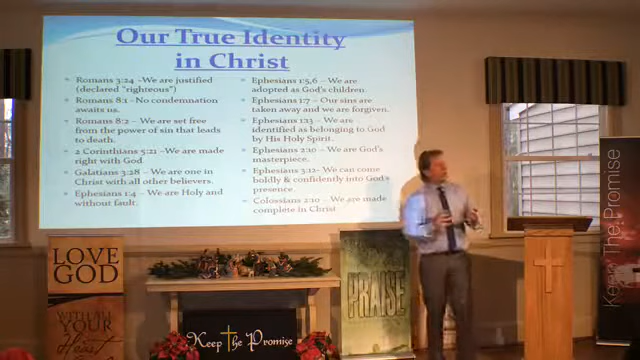 Our True Identity
in Christ
Romans 3:24 -We are justified
(declared "righteous")
Romans 8:1 - No condemnation
awaits us.
Romans 8:2 – We are set free
from the power of sin that leads
to death.
2 Corinthians 5:21 –We are made
right with God
Galatians 3:28 – We are one in
Christ with all other believers.
Ephesians 1:4 – We are Holy and
without fault.
Ephesians 1:5,6 – We are
adopted as God's children.
Ephesians 1:7 – Our sins are
taken away and we are forgiven.
Ephesians 1:13 – We are
identified as belonging to God
by His Holy Spirit.
Ephesians 2:10 – We are God's
masterpiece.
Ephesians 3:12– We can come
boldly & confidently into God's
presence.
Colossians 2:10 – We are made
complete in Christ
LOVE
GOD
WITH ALL
YOUR
Heart
PRAISE
Keep The Promise
Keep The Promise